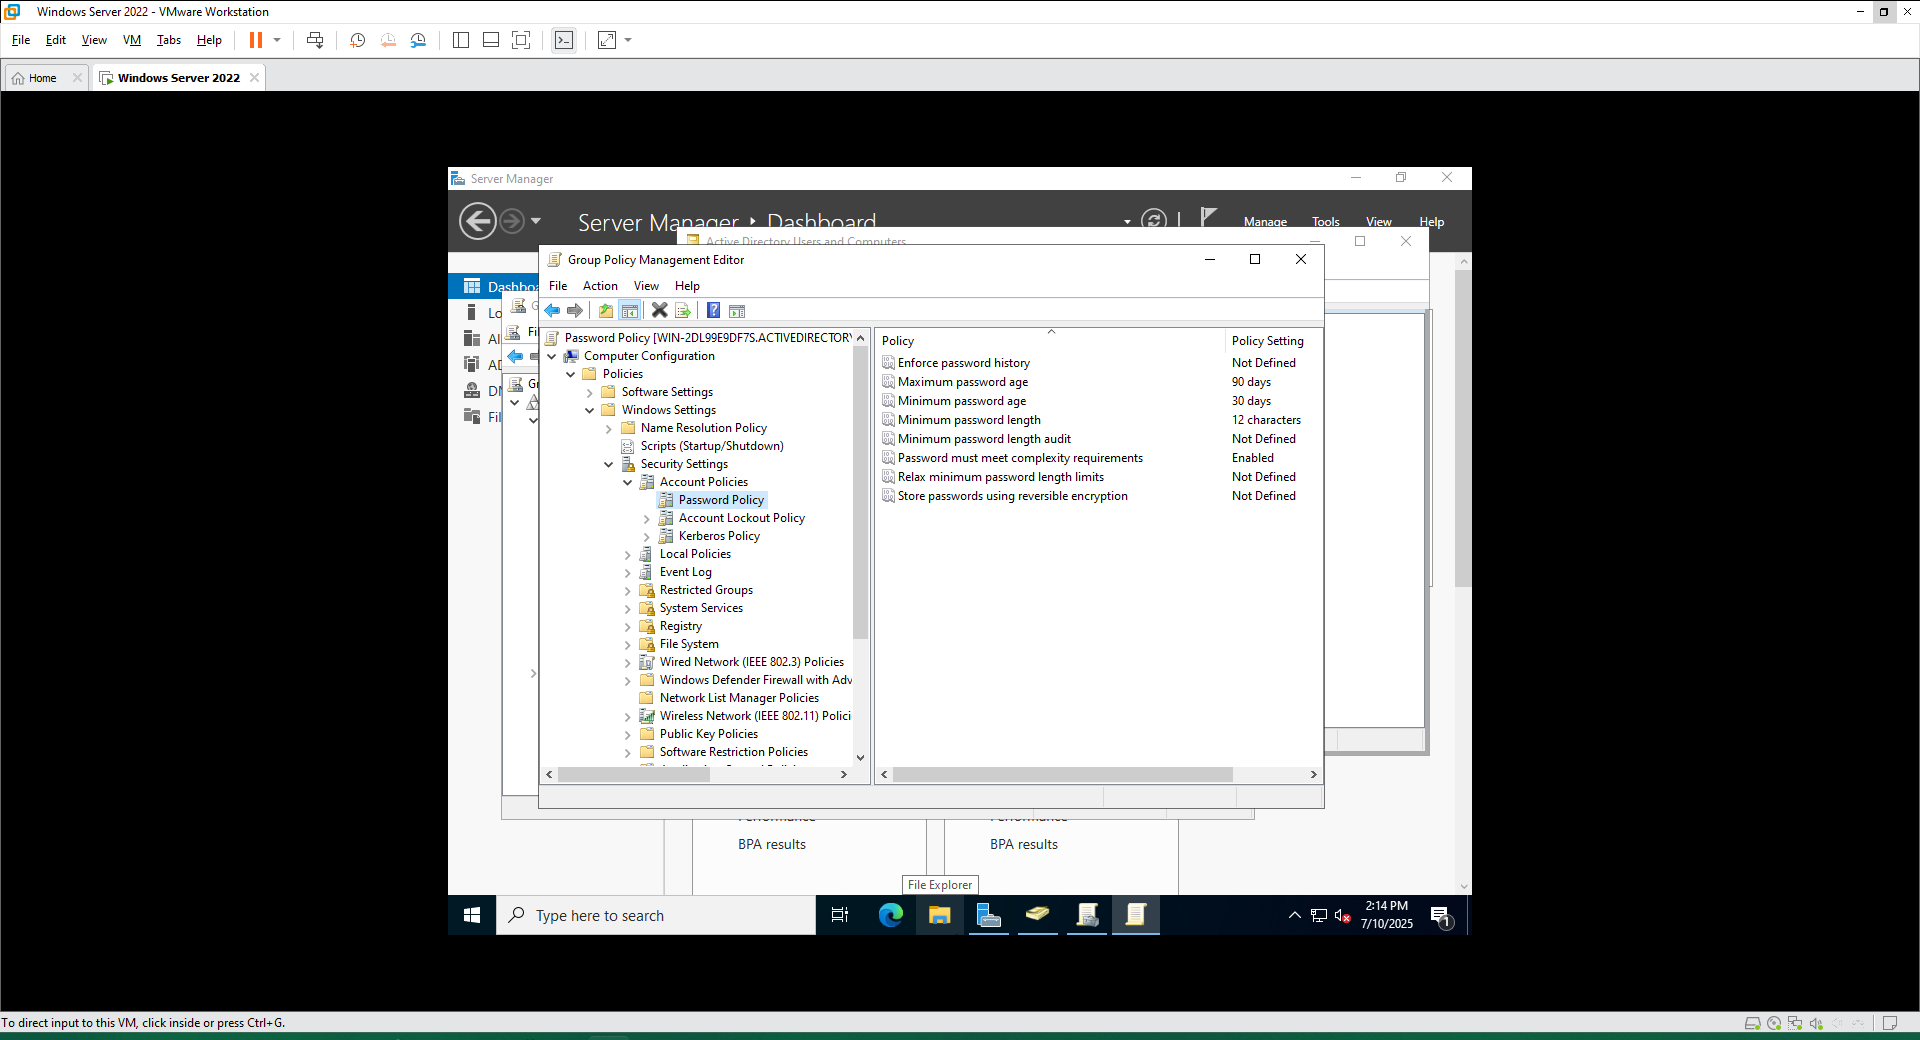 Windows Server 2022 - VMware Workstation
File Edit View VM Tabs Help
Home
Windows Server 2022
Server Manager
Server Manager Dashboard
Manage Tools View Help
Active Directory Users and Computers
Group Policy Management Editor
File Action View Help
Password Policy [WIN-2DL99E9DF7S.ACTIVEDIRECTORY
Computer Configuration
Policies
Software Settings
Windows Settings
Name Resolution Policy
Scripts (Startup/Shutdown)
Security Settings
Account Policies
Password Policy
Account Lockout Policy
Kerberos Policy
Local Policies
Event Log
Restricted Groups
System Services
Registry
File System
Wired Network (IEEE 802.3) Policies
Windows Defender Firewall with Adv
Network List Manager Policies
Wireless Network (IEEE 802.11) Polici
Public Key Policies
Software Restriction Policies
Policy Policy Setting
Enforce password history Not Defined
Maximum password age 90 days
Minimum password age 30 days
Minimum password length 12 characters
Minimum password length audit Not Defined
Password must meet complexity requirements Enabled
Relax minimum password length limits Not Defined
Store passwords using reversible encryption Not Defined
Dashboa
Lo
Al
AD
Fil
Fi
Gr
Performance Performance
BPA results BPA results
File Explorer
Type here to search
2:14 PM
7/10/2025
1
To direct input to this VM, click inside or press Ctrl+G.